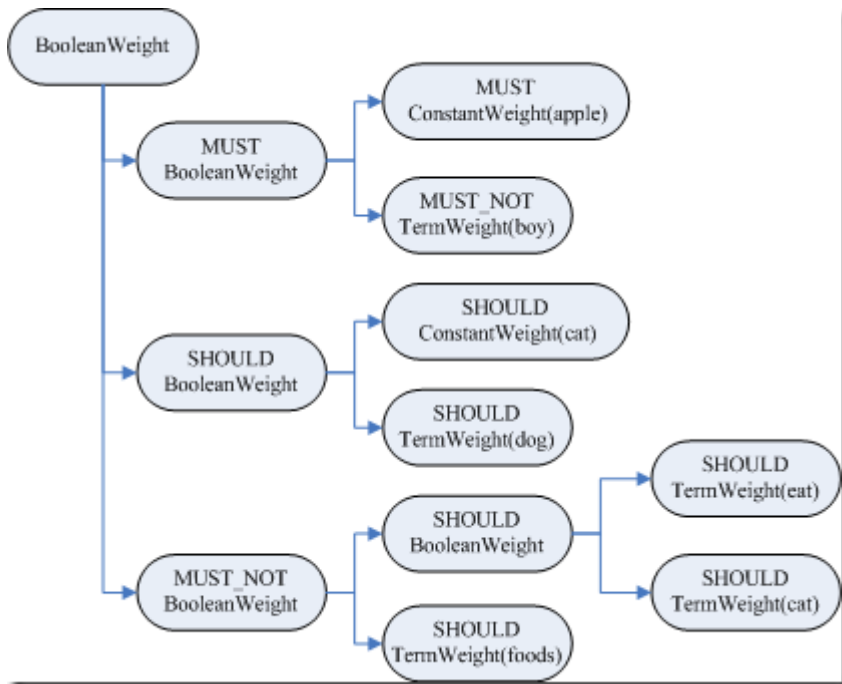 BooleanWeight
MUST
ConstantWeight(apple)
MUST
BooleanWeight
MUST_NOT
TermWeight(boy)
SHOULD
ConstantWeight(cat)
SHOULD
BooleanWeight
SHOULD
TermWeight(dog)
SHOULD
TermWeight(eat)
SHOULD
BooleanWeight
MUST_NOT
BooleanWeight
SHOULD
TermWeight(cat)
SHOULD
TermWeight(foods)